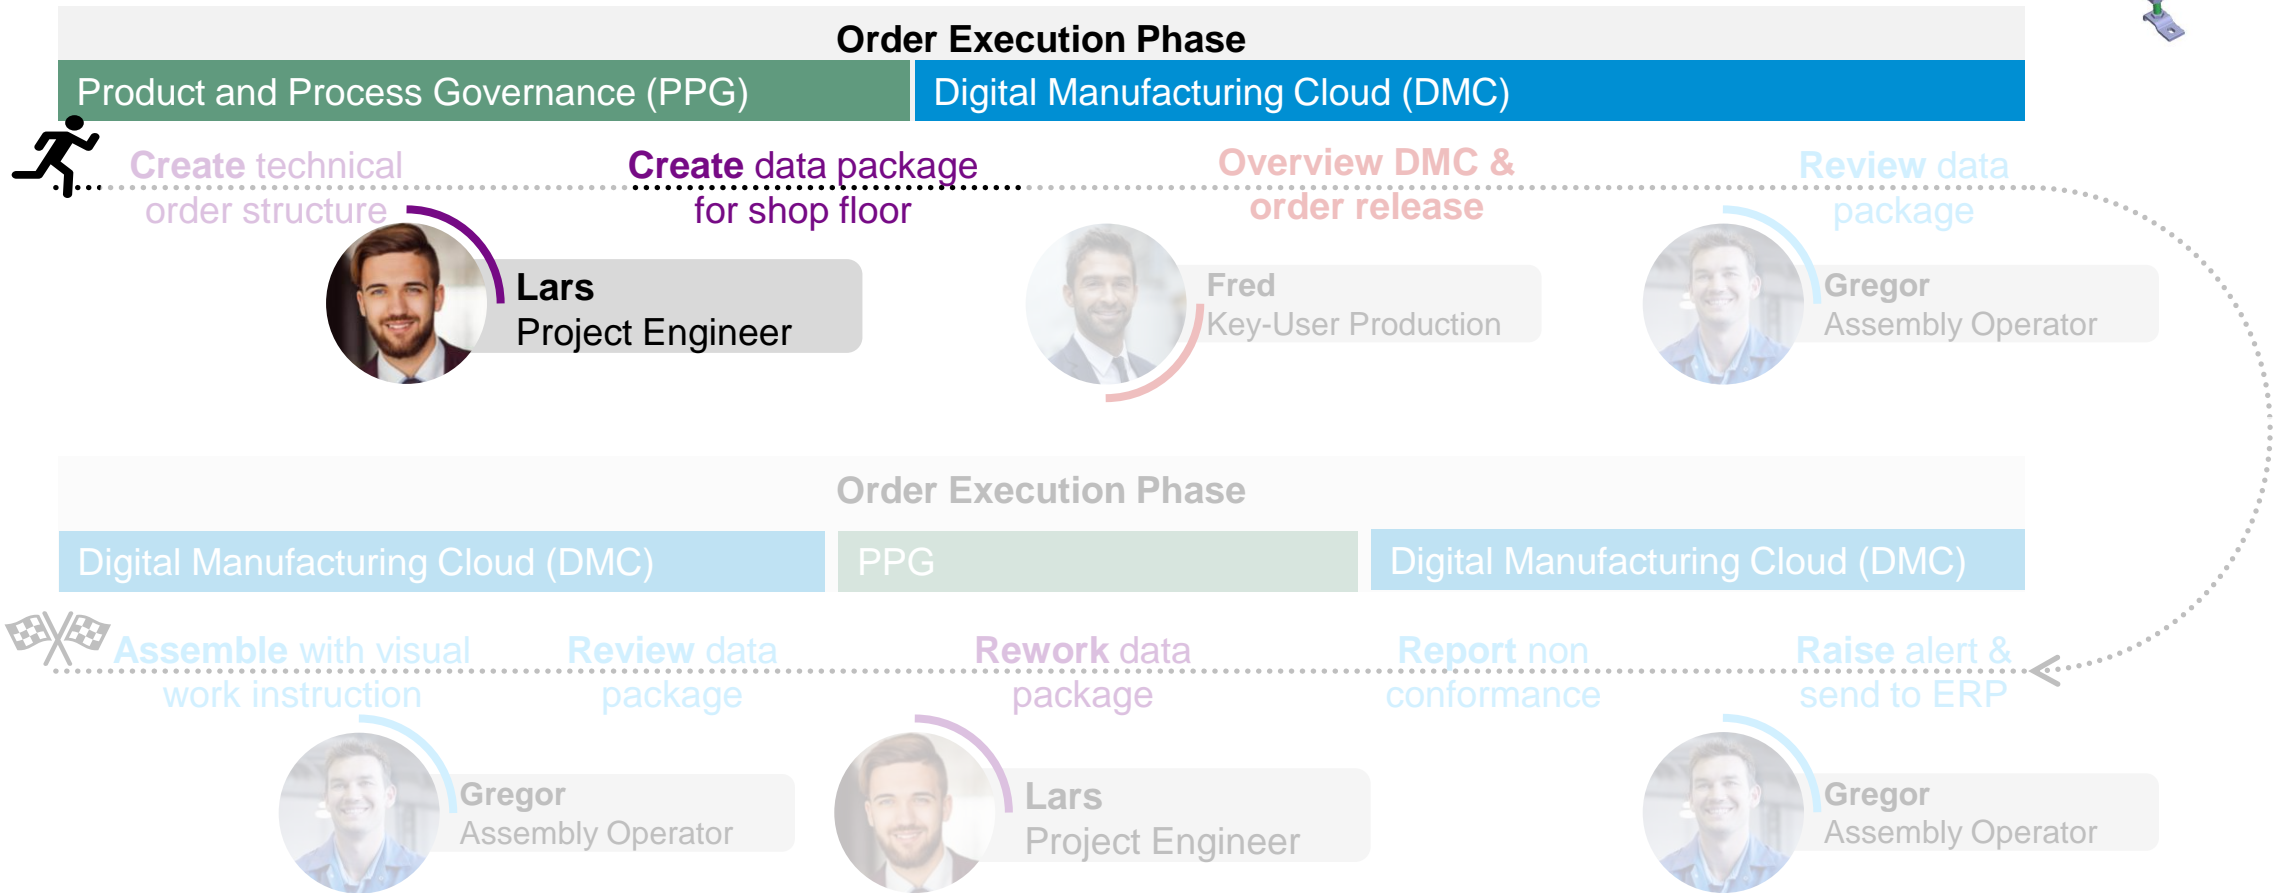 Order Execution Phase
Product and Process Governance (PPG)
Digital Manufacturing Cloud (DMC)
Create technical
order structure
Create data package
for shop floor
Overview DMC &
order release
Review data
package
Lars
Project Engineer
Fred
Key-User Production
Gregor
Assembly Operator
Order Execution Phase
Digital Manufacturing Cloud (DMC)
PPG
Digital Manufacturing Cloud (DMC)
Assemble with visual
work instruction
Review data
package
Rework data
package
Report non
conformance
Raise alert &
send to ERP
Gregor
Assembly Operator
Lars
Project Engineer
Gregor
Assembly Operator